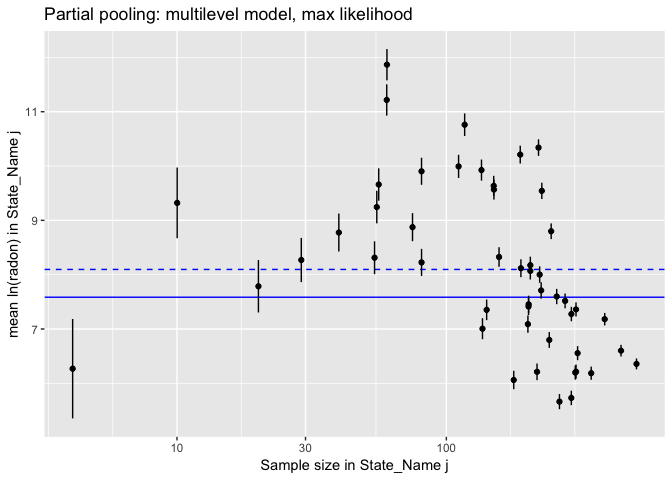 Partial pooling: multilevel model, max likelihood
11
9
7
mean ln(radon) in State_Name j
10
30
100
Sample size in State_Name j